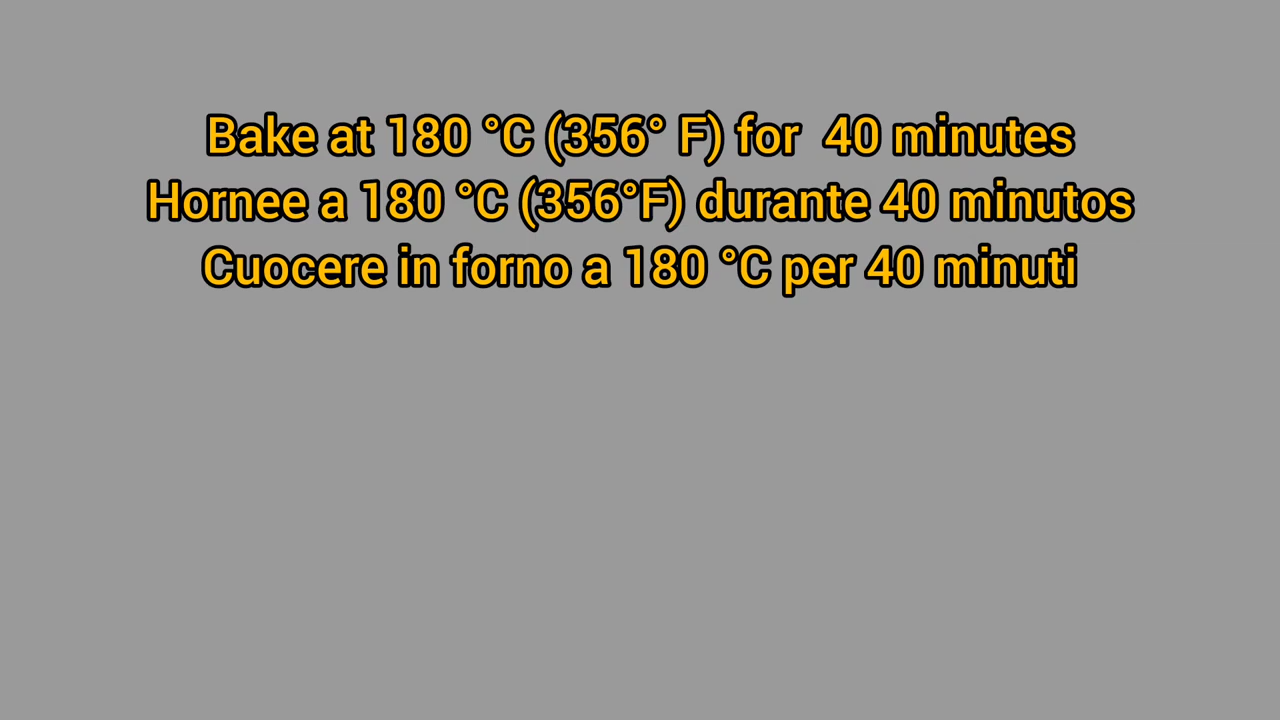 Bake at 180 °C (356° F) for  40 minutes
Hornee a 180 °C (356°F) durante 40 minutos
Cuocere in forno a 180 °C per 40 minuti